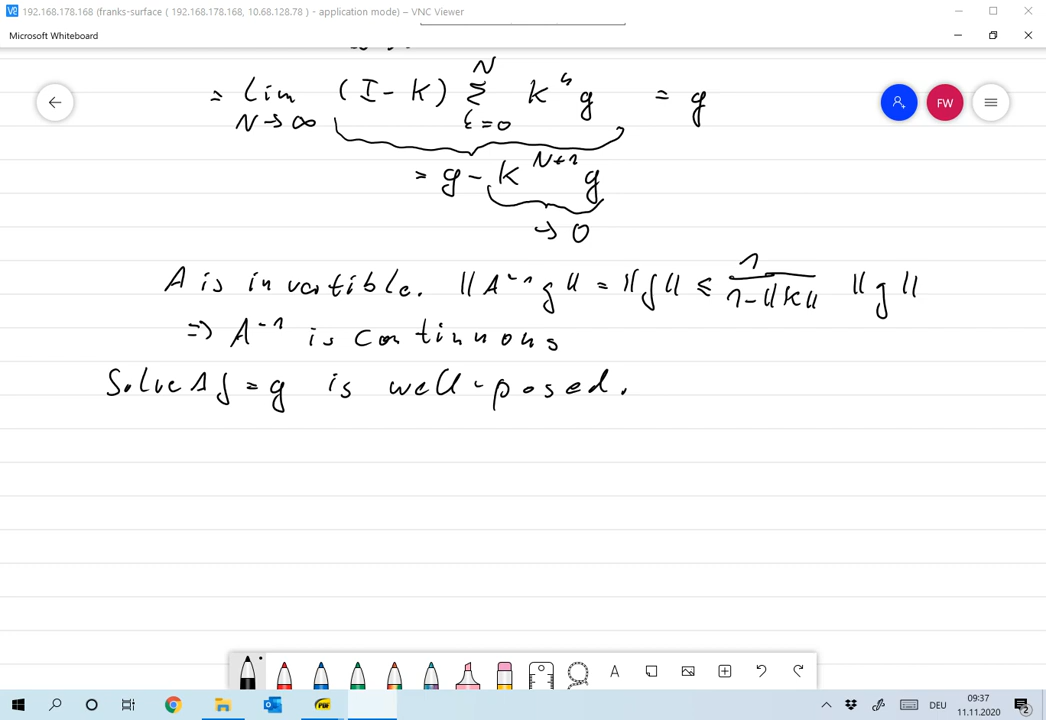 192.168.178.168 (franks-surface ( 192.168.178.168, 10.68.128.78 ) - application mode) – VNC Viewer
Microsoft Whiteboard
= lim N→∞ (I - K) Σ i=0 N K^n g = g
= g - K^{N+1} g
→ 0
A is invertible. ||A^{-1} g|| = ||f|| ≤ 1/(1-||K||) ||g||
=> A^{-1} is continuous
Solve A f = g is well-posed.
FW
A
DEU
09:37
11.11.2020
2